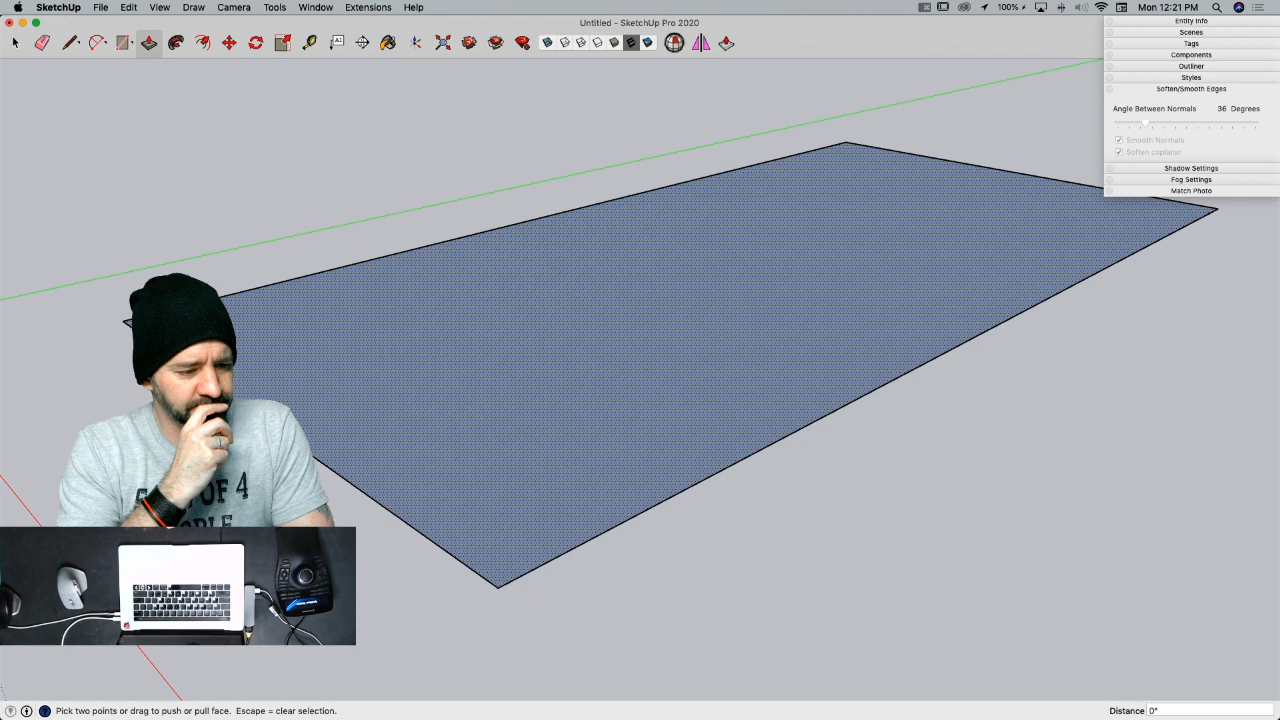 SketchUp File Edit View Draw Camera Tools Window Extensions Help 100% Mon 12:21 PM
Untitled - SketchUp Pro 2020
Entity Info
Scenes
Tags
Components
Outliner
Styles
Soften/Smooth Edges
Angle Between Normals 36 Degrees
Smooth Normals
Soften coplanar
Shadow Settings
Fog Settings
Match Photo
OF 4
PEOPLE
Pick two points or drag to push or pull face. Escape = clear selection. Distance 0"